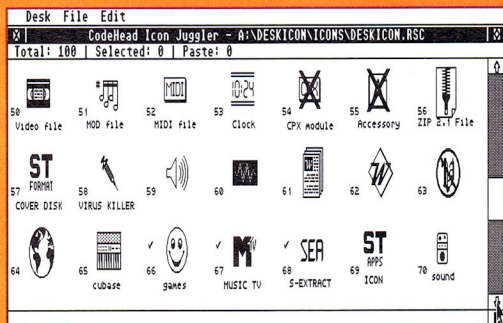 Desk File Edit
CodeHead Icon Juggler - A:\DESKICON\ICONS\DESKICON.RSC
Total: 100 | Selected: 0 | Paste: 0
MIDI
10:24
50 51 52 53 54 55 56
Video file MOD file MIDI file Clock CPX module Accessory ZIP 2.1 File
ST
FORMAT
W
57 58 59 60 61 62 63
COVER DISK VIRUS KILLER
M TV SEA ST
APPS
64 65 66 67 68 69 70
cubase games MUSIC TV S-EXTRACT ICON sound